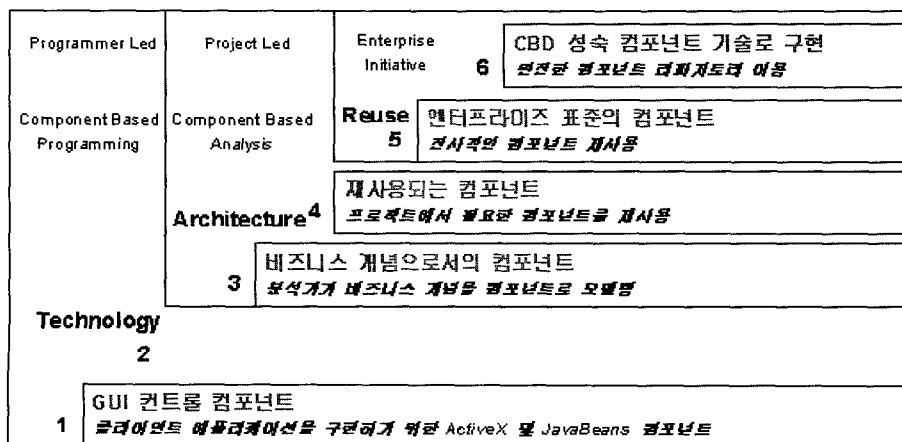 Programmer Led
Project Led
Enterprise
Initiative
6
CBD 성숙 컴포넌트 기술로 구현
완전한 컴포넌트 리파지토리 이용
Component Based
Programming
Component Based
Analysis
Reuse
5
엔터프라이즈 표준의 컴포넌트
전사적인 컴포넌트 재사용
Architecture 4
재사용되는 컴포넌트
프로젝트에서 필요한 컴포넌트를 재사용
3
비즈니스 개념으로서의 컴포넌트
분석가가 비즈니스 개념을 컴포넌트로 모델링
Technology
2
1
GUI 컨트롤 컴포넌트
클라이언트 애플리케이션을 구현하기 위한 ActiveX 및 JavaBeans 컴포넌트